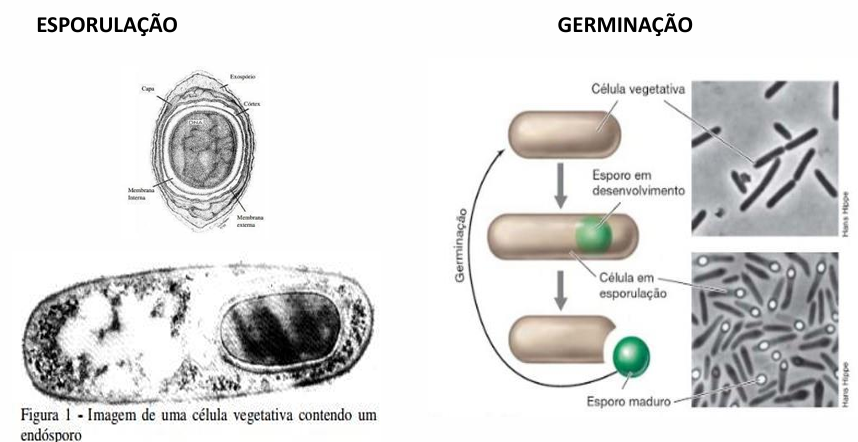 ESPORULAÇÃO
Exospório
Capa
Córtex
DNA
Membrana
Interna
Membrana
externa
Figura 1 - Imagem de uma célula vegetativa contendo um
endósporo
GERMINAÇÃO
Célula vegetativa
Esporo em
desenvolvimento
Germinação
Célula em
esporulação
Esporo maduro
Hans Hippe
Hans Hippe